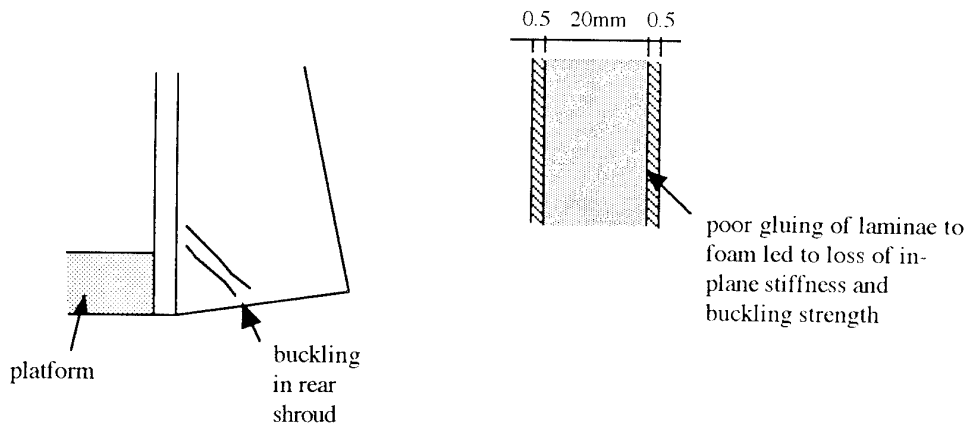 0.5 20mm 0.5
poor gluing of laminae to
foam led to loss of in-
plane stiffness and
buckling strength
platform
buckling
in rear
shroud